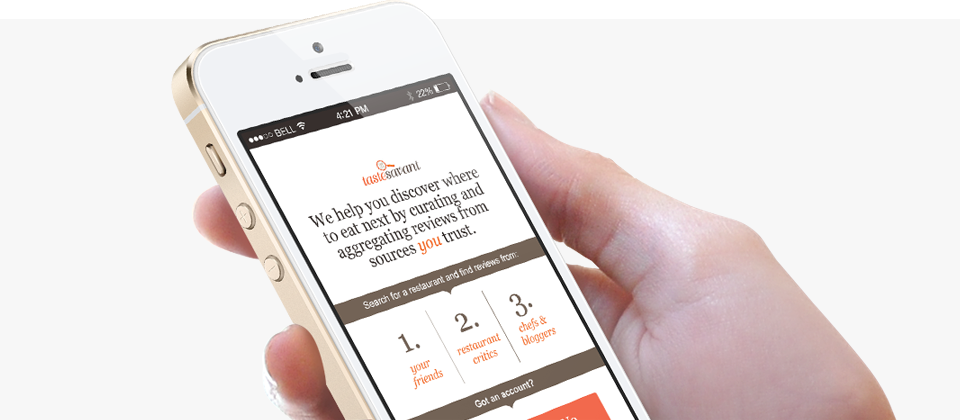 BELL 4:21 PM 22%
tastesavant
We help you discover where
to eat next by curating and
aggregating reviews from
sources you trust.
Search for a restaurant and find reviews from:
1. 2. 3.
your
friends
restaurant
critics
chefs &
bloggers
Got an account?